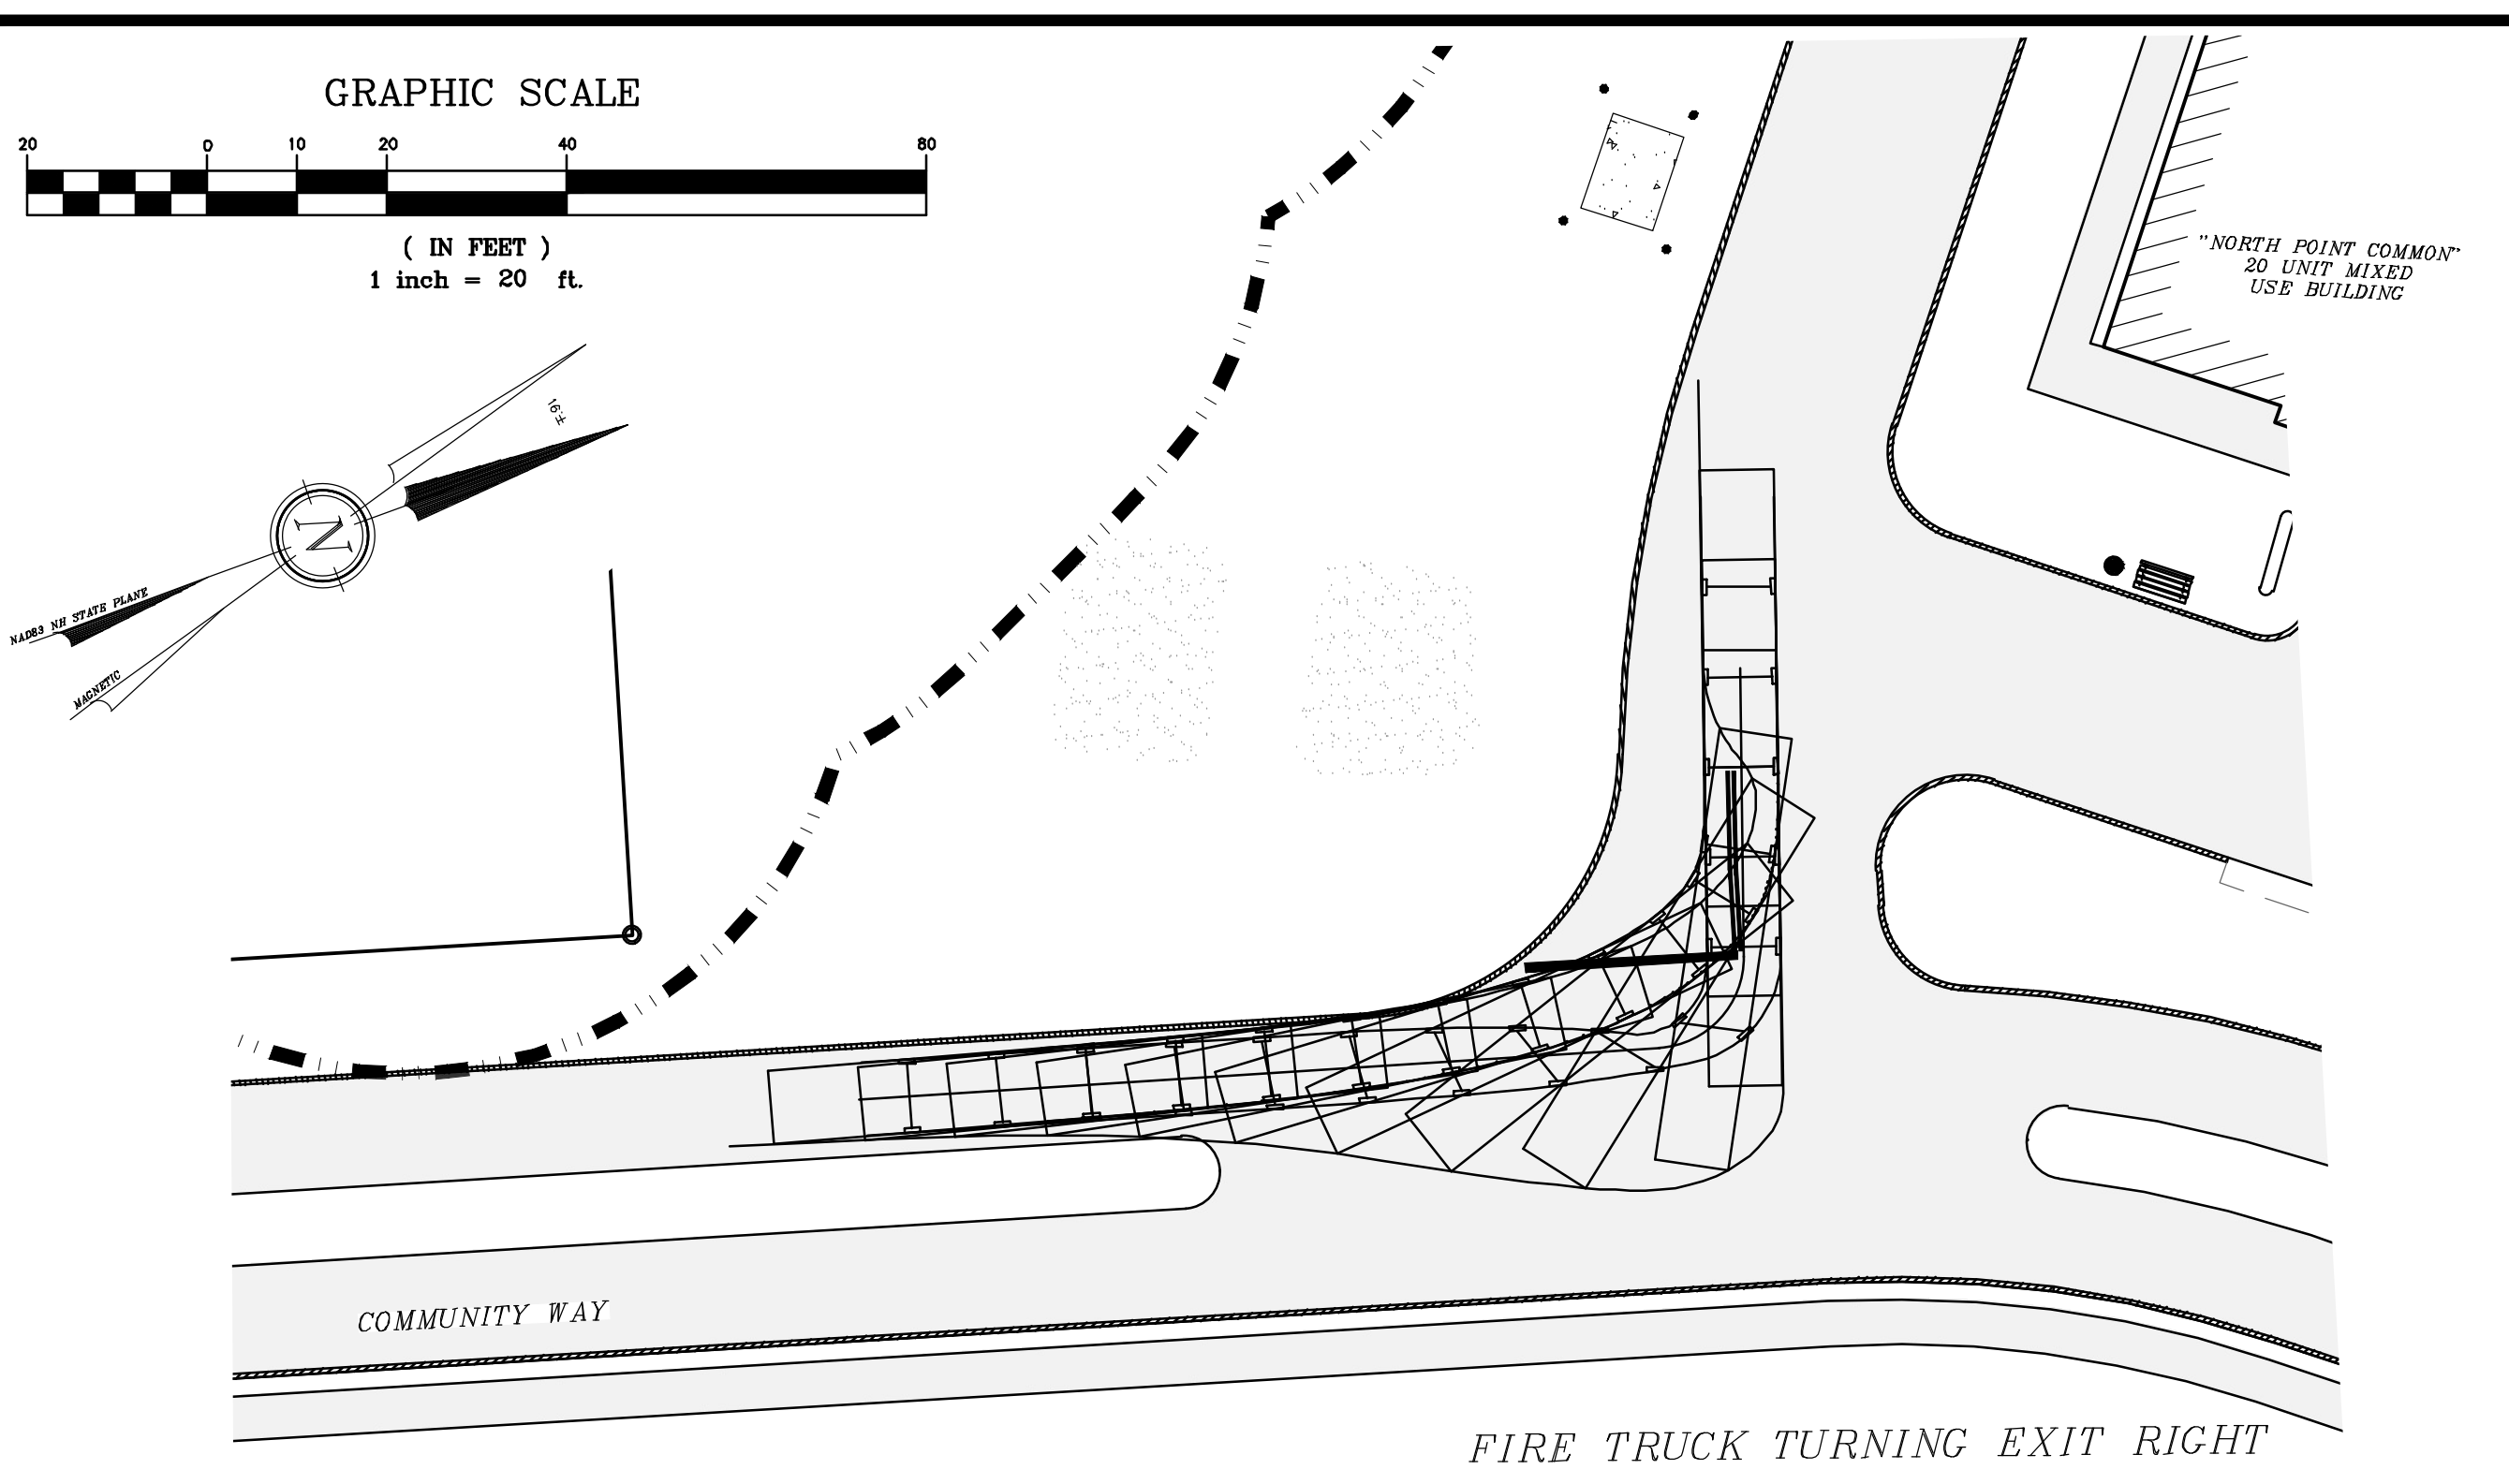 GRAPHIC SCALE
20 0 10 20 40 80
( IN FEET )
1 inch = 20 ft.
16°±
N
NAD83 NH STATE PLANE
MAGNETIC
"NORTH POINT COMMON"
20 UNIT MIXED
USE BUILDING
COMMUNITY WAY
FIRE TRUCK TURNING EXIT RIGHT